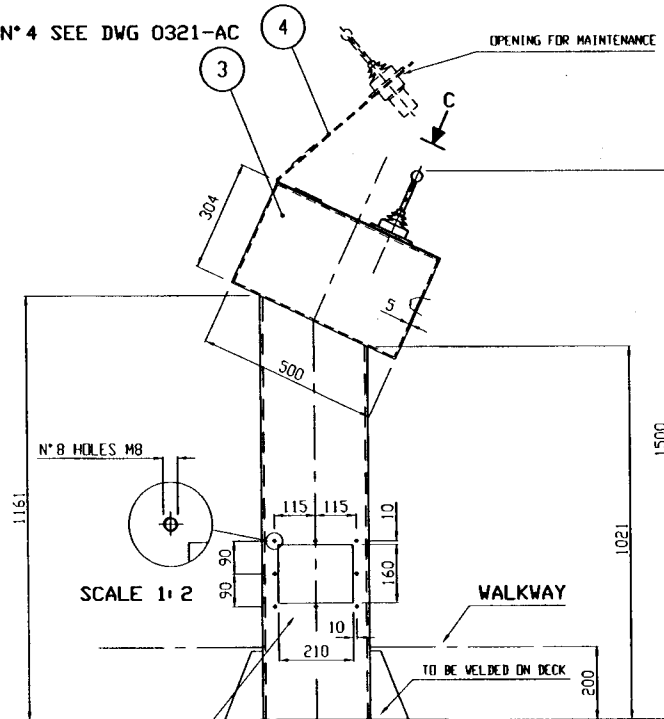 N°4 SEE DWG 0321-AC
4
3
OPENING FOR MAINTENANCE
C
304
5
500
N°8 HOLES M8
1161
1500
1021
115
115
10
90
160
90
SCALE 1:2
10
210
WALKWAY
TO BE WELDED ON DECK
200